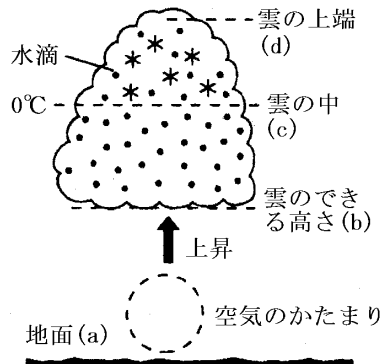 雲の上端
(d)
水滴
0℃
雲の中
(c)
雲のでき
る高さ(b)
上昇
空気のかたまり
地面(a)